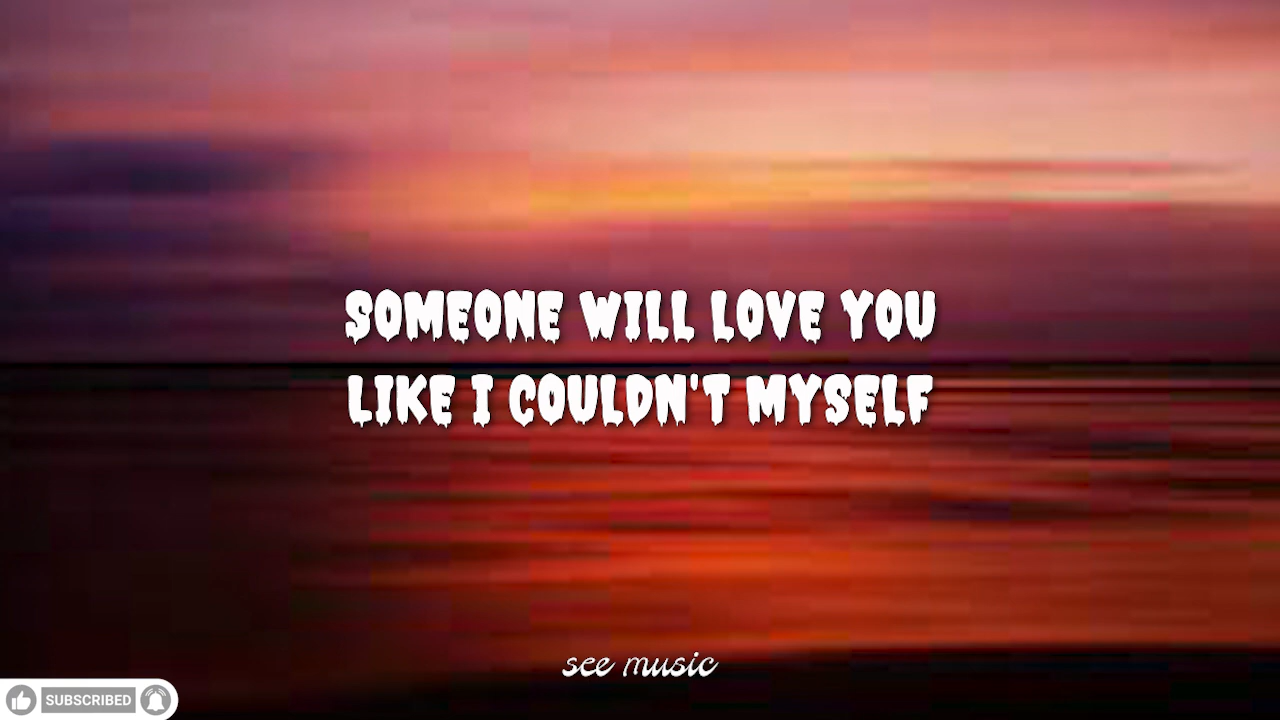 SOMEONE WILL LOVE YOU
LIKE I COULDN'T MYSELF
see music
SUBSCRIBED